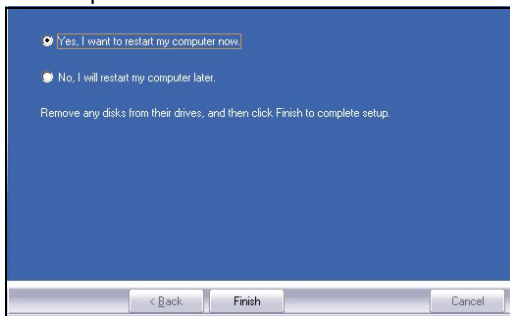 Yes, I want to restart my computer now.
No, I will restart my computer later.
Remove any disks from their drives, and then click Finish to complete setup.
< Back Finish Cancel